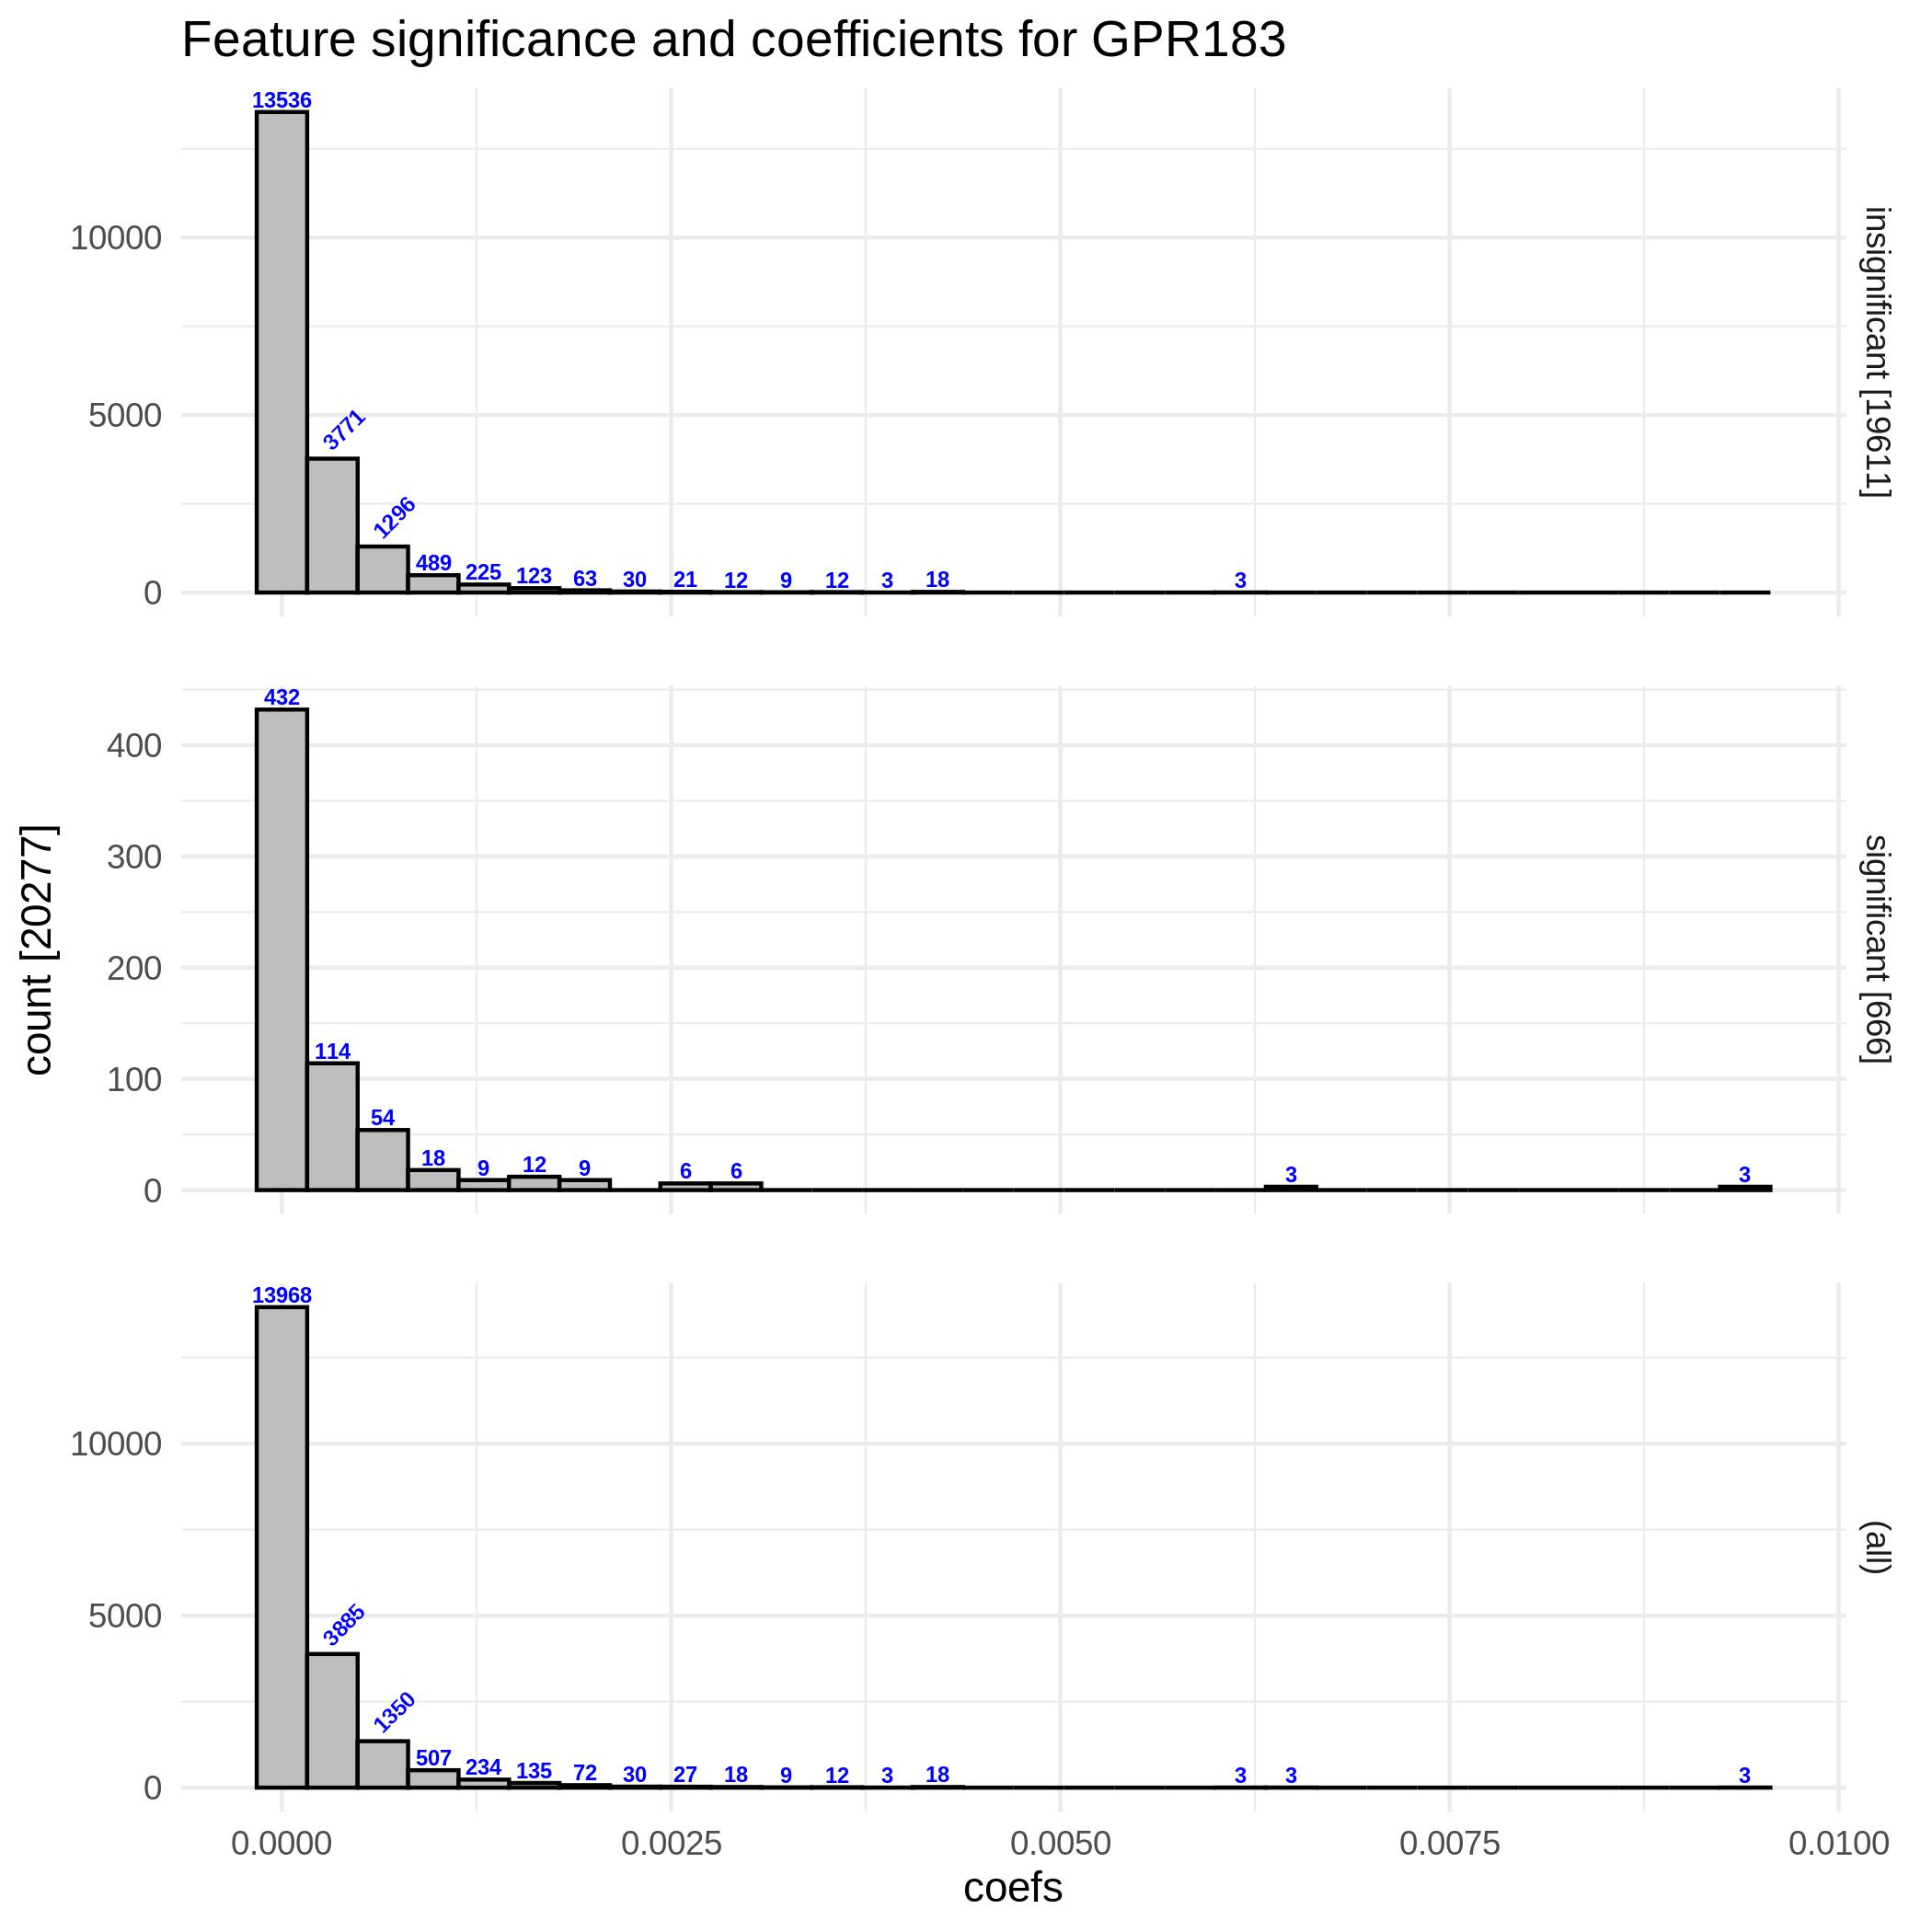 Feature significance and coefficients for GPR183
13536
3771
1296
489 225 123 63 30 21 12 9 12 3 18 3
10000
5000
0
insignificant [19611]
432
114
54
18 9 12 9 6 6 3 3
400
300
200
100
0
significant [666]
count [20277]
13968
3885
1350
507 234 135 72 30 27 18 9 12 3 18 3 3 3
10000
5000
0
(all)
0.0000 0.0025 0.0050 0.0075 0.0100
coefs